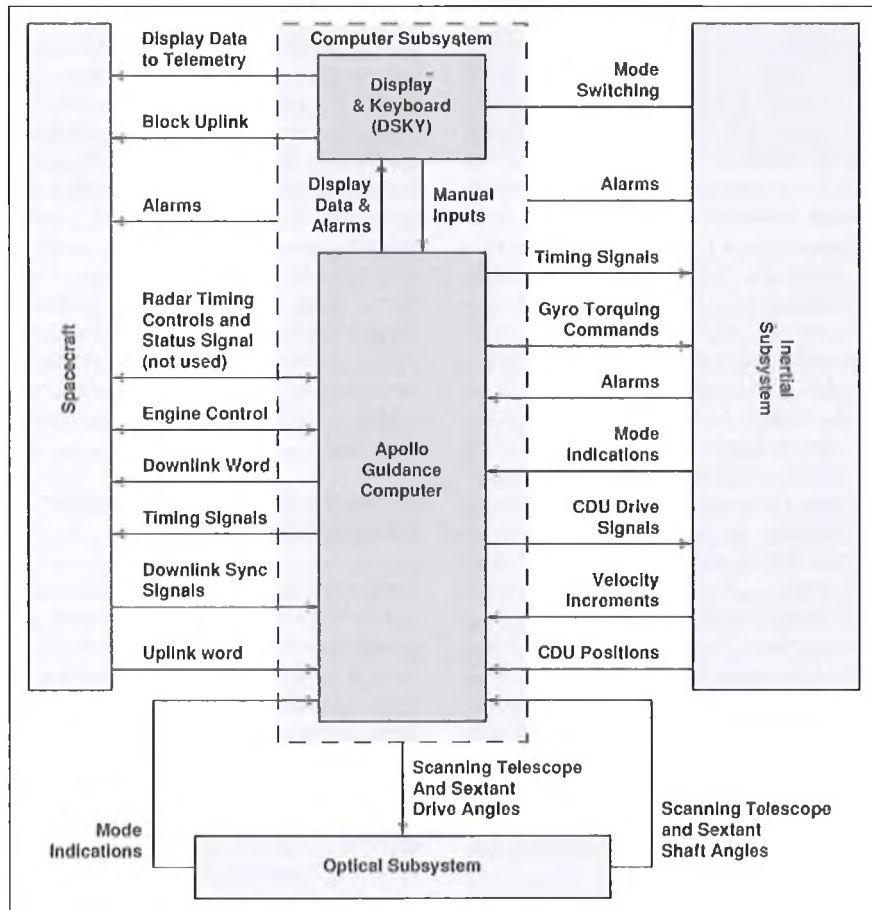 Computer Subsystem
Display Data
to Telemetry
Block Uplink
Alarms
Radar Timing
Controls and
Status Signal
(not used)
Engine Control
Downlink Word
Timing Signals
Downlink Sync
Signals
Uplink word
Spacecraft
Display
& Keyboard
(DSKY)
Display
Data &
Alarms
Manual
Inputs
Apollo
Guidance
Computer
Mode
Switching
Alarms
Timing Signals
Gyro Torquing
Commands
Alarms
Mode
Indications
CDU Drive
Signals
Velocity
Increments
CDU Positions
Inertial
Subsystem
Scanning Telescope
And Sextant
Drive Angles
Mode
Indications
Optical Subsystem
Scanning Telescope
and Sextant
Shaft Angles